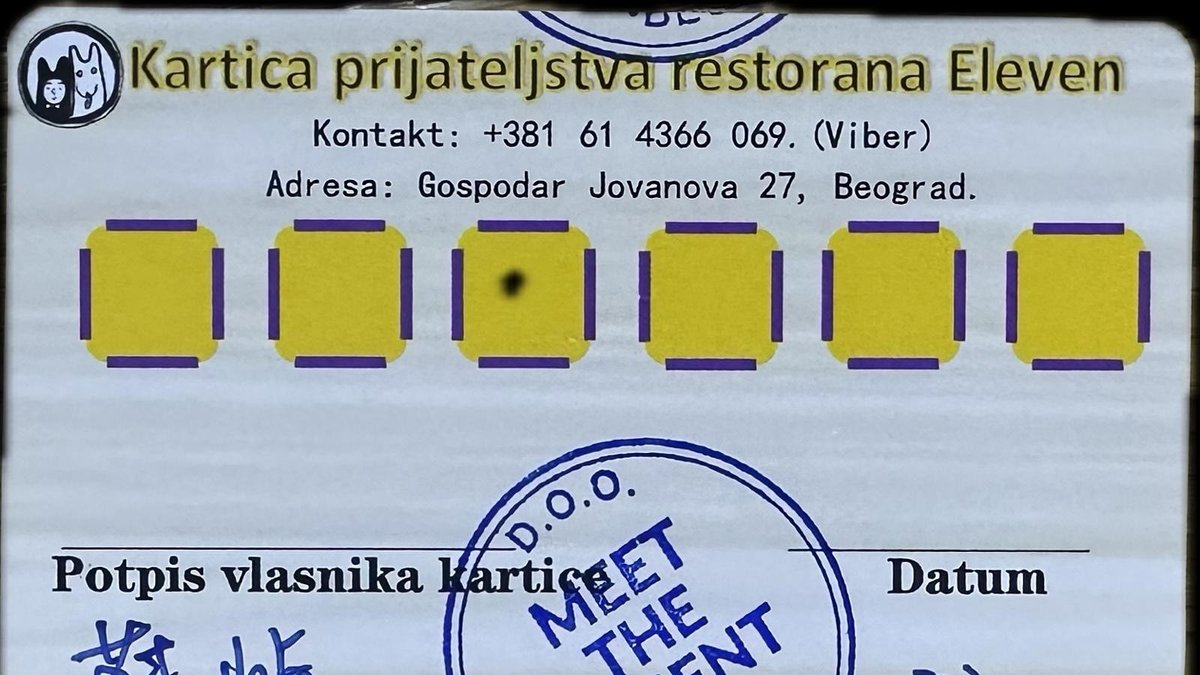 Kartica prijateljstva restorana Eleven
Kontakt: +381 61 4366 069. (Viber)
Adresa: Gospodar Jovanova 27, Beograd.
D.O.O.
MEET
THE
Potpis vlasnika kartice
Datum